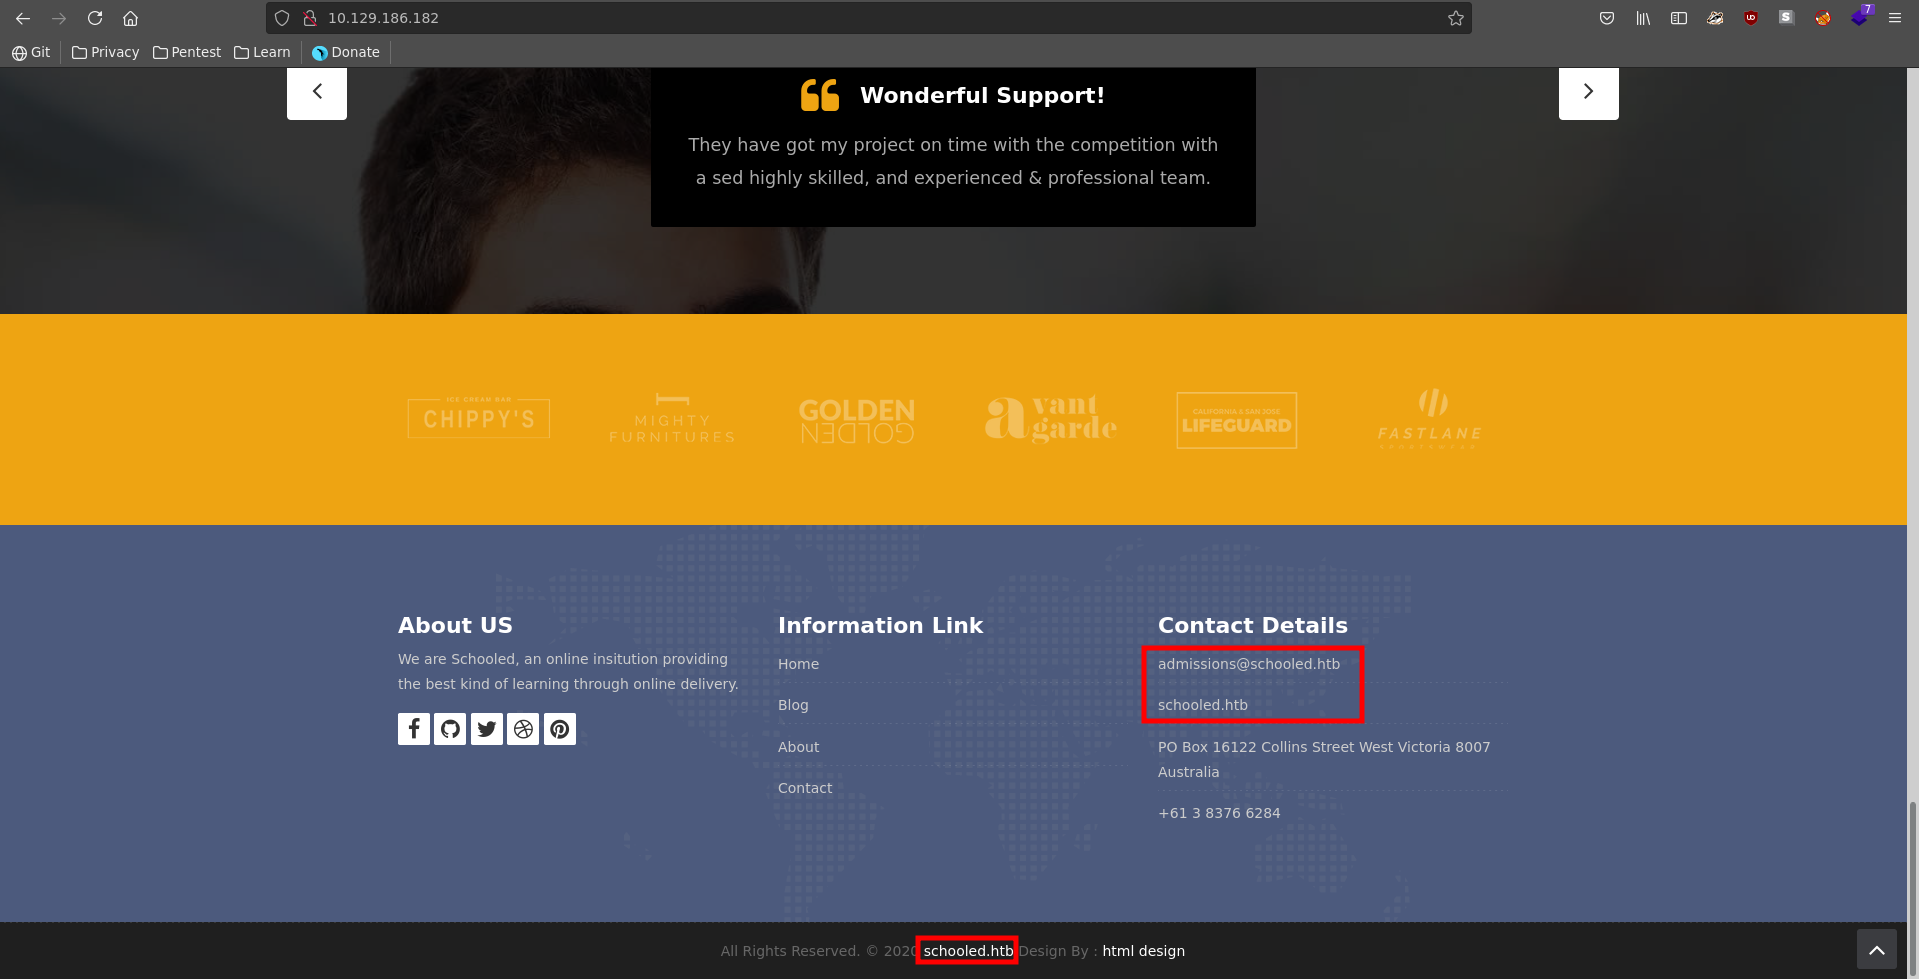 10.129.186.182
7
Git Privacy Pentest Learn Donate
Wonderful Support!
They have got my project on time with the competition with
a sed highly skilled, and experienced & professional team.
ICE CREAM BAR
CHIPPY'S
MIGHTY
FURNITURES
GOLDEN
GOLDEN
avant
garde
CALIFORNIA & SAN JOSE
LIFEGUARD
FASTLANE
About US
We are Schooled, an online insitution providing
the best kind of learning through online delivery.
Information Link
Home
Blog
About
Contact
Contact Details
admissions@schooled.htb
schooled.htb
PO Box 16122 Collins Street West Victoria 8007
Australia
+61 3 8376 6284
All Rights Reserved. © 2020 schooled.htb Design By : html design